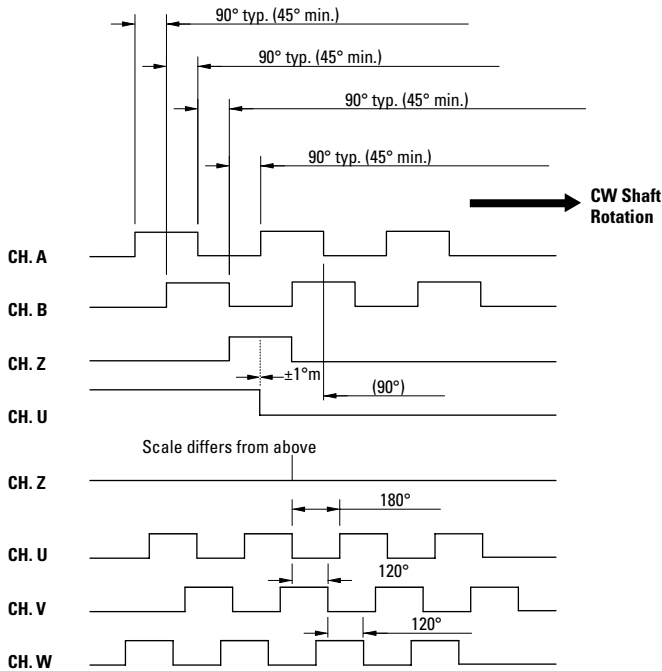 90° typ. (45° min.)
90° typ. (45° min.)
90° typ. (45° min.)
90° typ. (45° min.)
CW Shaft
Rotation
CH. A
CH. B
CH. Z
±1°m
(90°)
CH. U
Scale differs from above
CH. Z
180°
CH. U
120°
CH. V
120°
CH. W